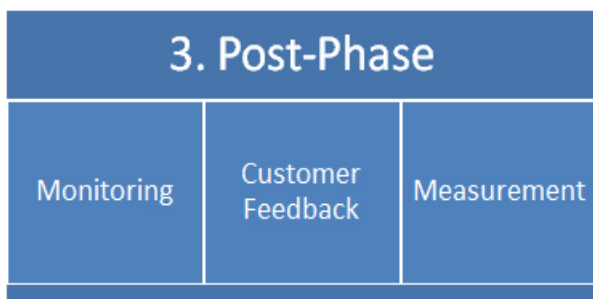 3. Post-Phase
Monitoring
Customer
Feedback
Measurement